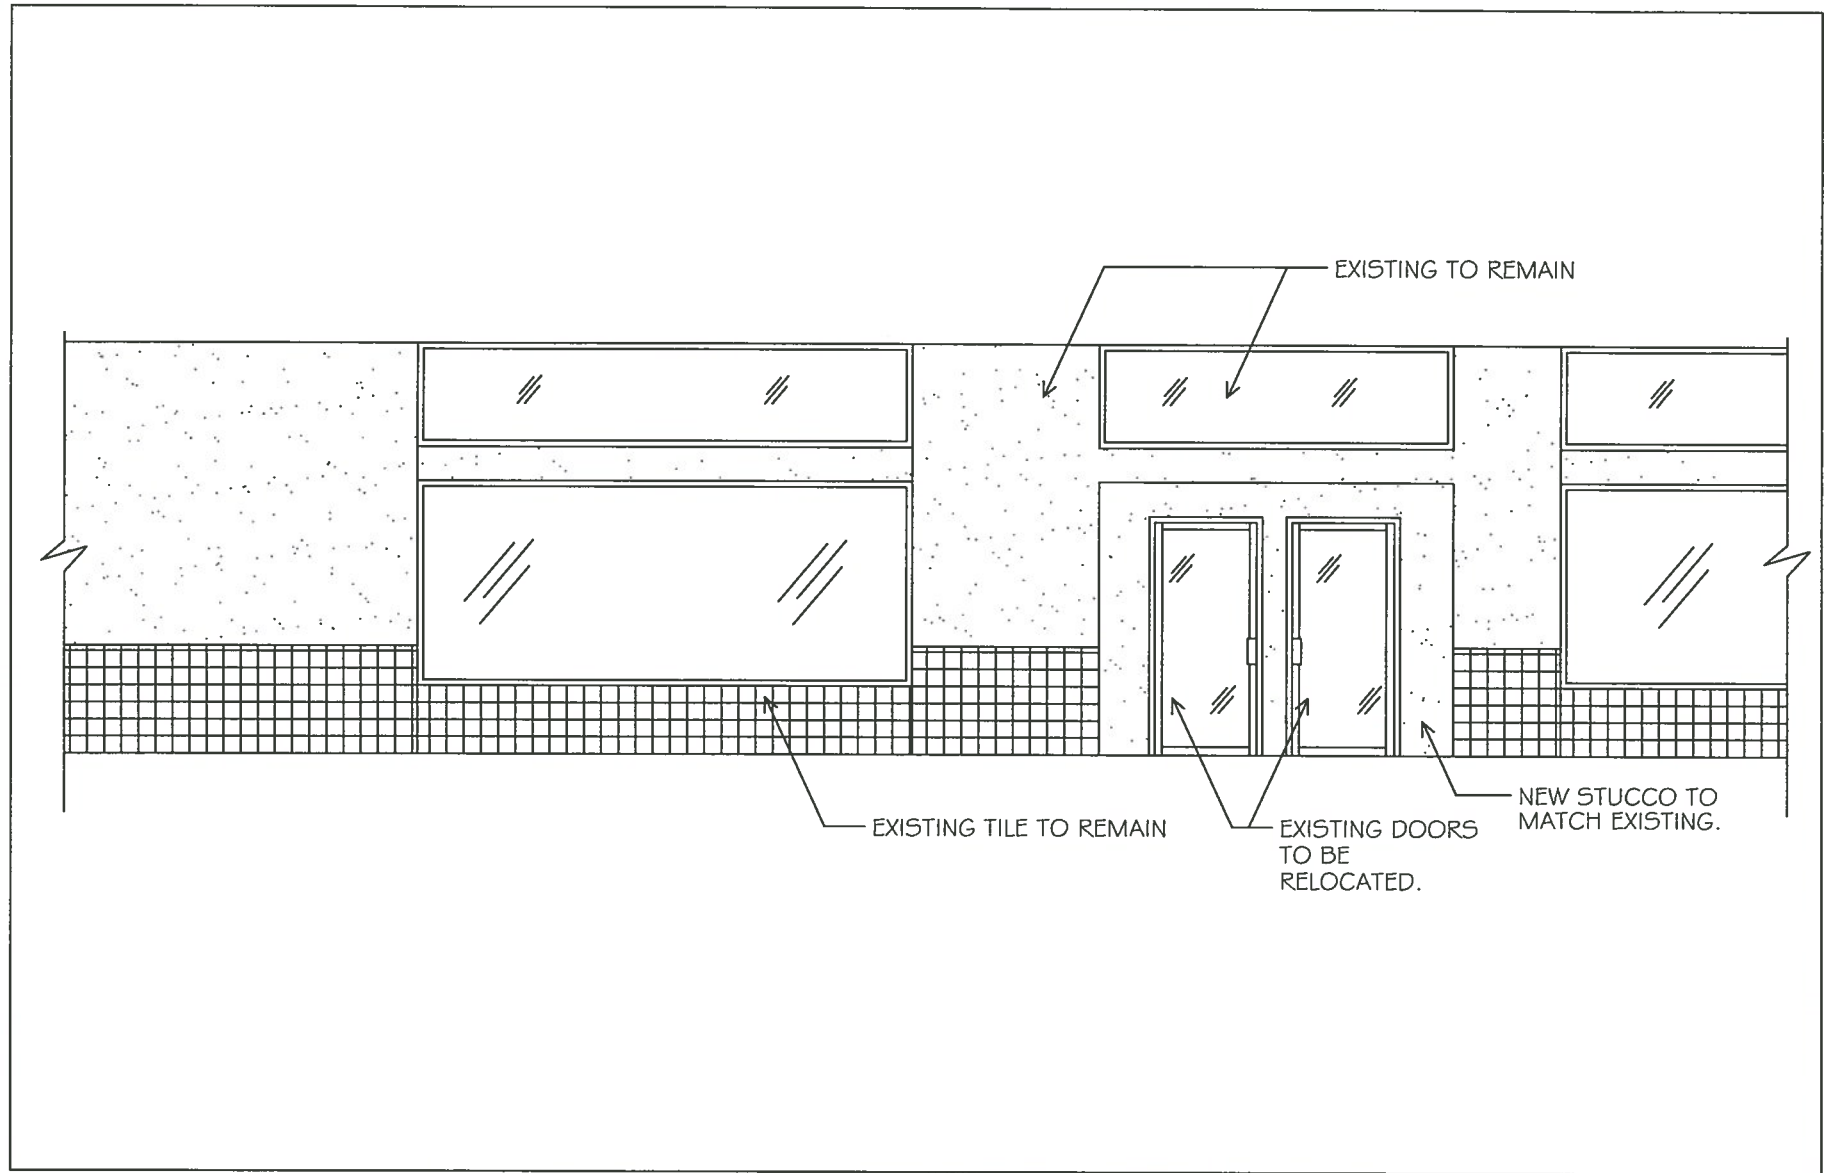 EXISTING TO REMAIN
NEW STUCCO TO
MATCH EXISTING.
EXISTING TILE TO REMAIN
EXISTING DOORS
TO BE
RELOCATED.